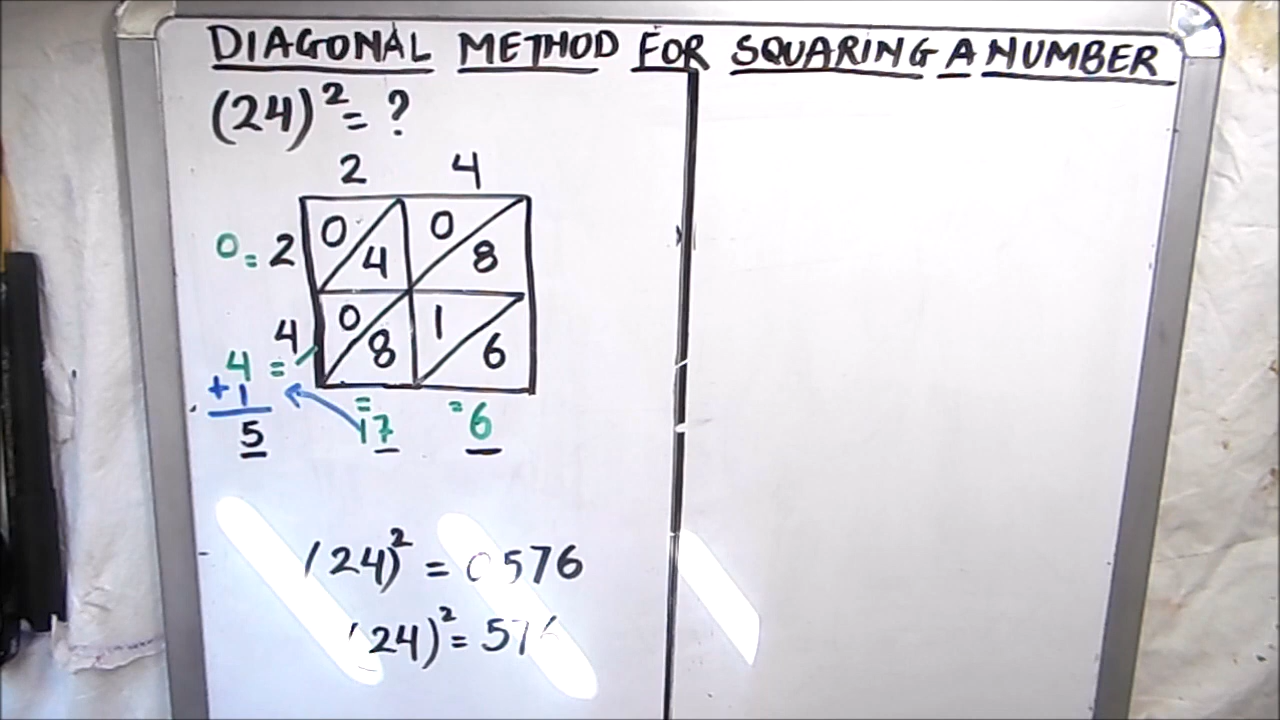 DIAGONAL METHOD FOR SQUARING A NUMBER
(24)² = ?
2 4
0 = 2 0 4 0 8
4 0 8 1 6
4 =
+ 1 = 17 = 6
5
(24)² = 0576
(24)² = 576